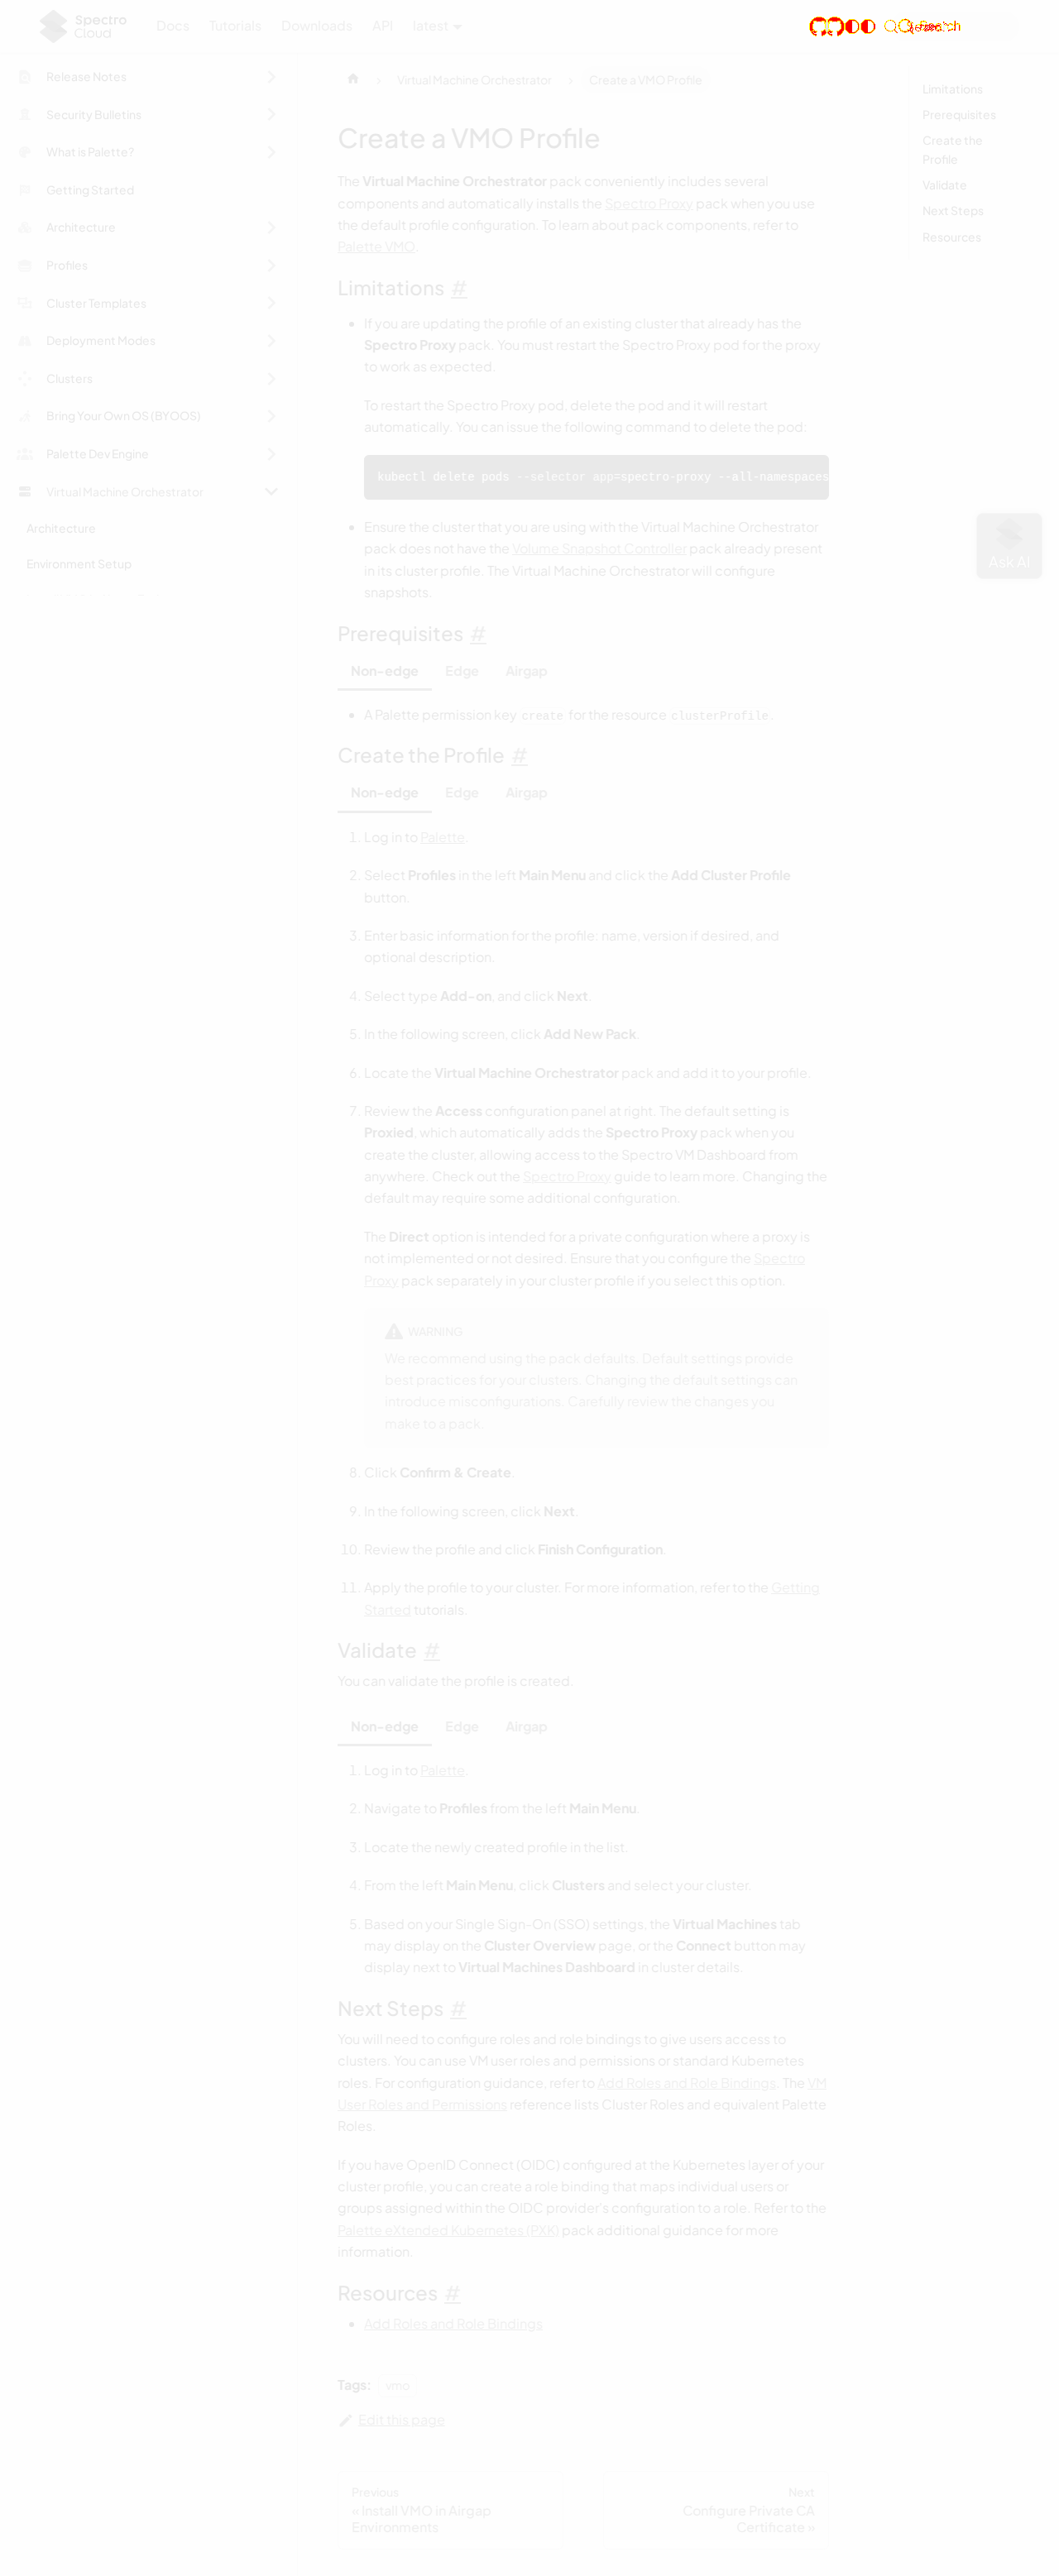 Spectro
Cloud
Docs
Tutorials
Downloads
API
latest
Release Notes
Security Bulletins
What is Palette?
Getting Started
Architecture
Profiles
Cluster Templates
Deployment Modes
Clusters
Bring Your Own OS (BYOOS)
Palette Dev Engine
Virtual Machine Orchestrator
Architecture
Environment Setup
Virtual Machine Orchestrator
Create a VMO Profile
Create a VMO Profile
The Virtual Machine Orchestrator pack conveniently includes several
components and automatically installs the Spectro Proxy pack when you use
the default profile configuration. To learn about pack components, refer to
Palette VMO.
Limitations #
If you are updating the profile of an existing cluster that already has the
Spectro Proxy pack. You must restart the Spectro Proxy pod for the proxy
to work as expected.
To restart the Spectro Proxy pod, delete the pod and it will restart
automatically. You can issue the following command to delete the pod:
kubectl delete pods --selector app=spectro-proxy --all-namespaces
Ensure the cluster that you are using with the Virtual Machine Orchestrator
pack does not have the Volume Snapshot Controller pack already present
in its cluster profile. The Virtual Machine Orchestrator will configure
snapshots.
Prerequisites #
Non-edge Edge Airgap
A Palette permission key create for the resource clusterProfile.
Create the Profile #
Non-edge Edge Airgap
1. Log in to Palette.
2. Select Profiles in the left Main Menu and click the Add Cluster Profile
button.
3. Enter basic information for the profile: name, version if desired, and
optional description.
4. Select type Add-on, and click Next.
5. In the following screen, click Add New Pack.
6. Locate the Virtual Machine Orchestrator pack and add it to your profile.
7. Review the Access configuration panel at right. The default setting is
Proxied, which automatically adds the Spectro Proxy pack when you
create the cluster, allowing access to the Spectro VM Dashboard from
anywhere. Check out the Spectro Proxy guide to learn more. Changing the
default may require some additional configuration.
The Direct option is intended for a private configuration where a proxy is
not implemented or not desired. Ensure that you configure the Spectro
Proxy pack separately in your cluster profile if you select this option.
WARNING
We recommend using the pack defaults. Default settings provide
best practices for your clusters. Changing the default settings can
introduce misconfigurations. Carefully review the changes you
make to a pack.
8. Click Confirm & Create.
9. In the following screen, click Next.
10. Review the profile and click Finish Configuration.
11. Apply the profile to your cluster. For more information, refer to the Getting
Started tutorials.
Validate #
You can validate the profile is created.
Non-edge Edge Airgap
1. Log in to Palette.
2. Navigate to Profiles from the left Main Menu.
3. Locate the newly created profile in the list.
4. From the left Main Menu, click Clusters and select your cluster.
5. Based on your Single Sign-On (SSO) settings, the Virtual Machines tab
may display on the Cluster Overview page, or the Connect button may
display next to Virtual Machines Dashboard in cluster details.
Next Steps #
You will need to configure roles and role bindings to give users access to
clusters. You can use VM user roles and permissions or standard Kubernetes
roles. For configuration guidance, refer to Add Roles and Role Bindings. The VM
User Roles and Permissions reference lists Cluster Roles and equivalent Palette
Roles.
If you have OpenID Connect (OIDC) configured at the Kubernetes layer of your
cluster profile, you can create a role binding that maps individual users or
groups assigned within the OIDC provider's configuration to a role. Refer to the
Palette eXtended Kubernetes (PXK) pack additional guidance for more
information.
Resources #
Add Roles and Role Bindings
Tags: vmo
Edit this page
Previous
« Install VMO in Airgap
Environments
Next
Configure Private CA
Certificate »
Limitations
Prerequisites
Create the
Profile
Validate
Next Steps
Resources
Ask AI